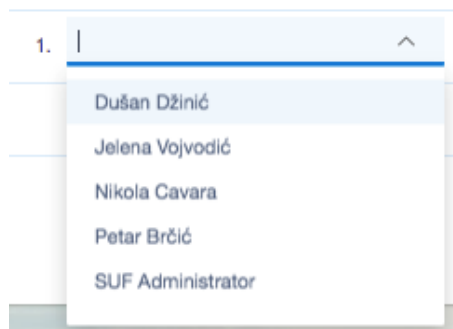 1.
Dušan Džinić
Jelena Vojvodić
Nikola Cavara
Petar Brčić
SUF Administrator